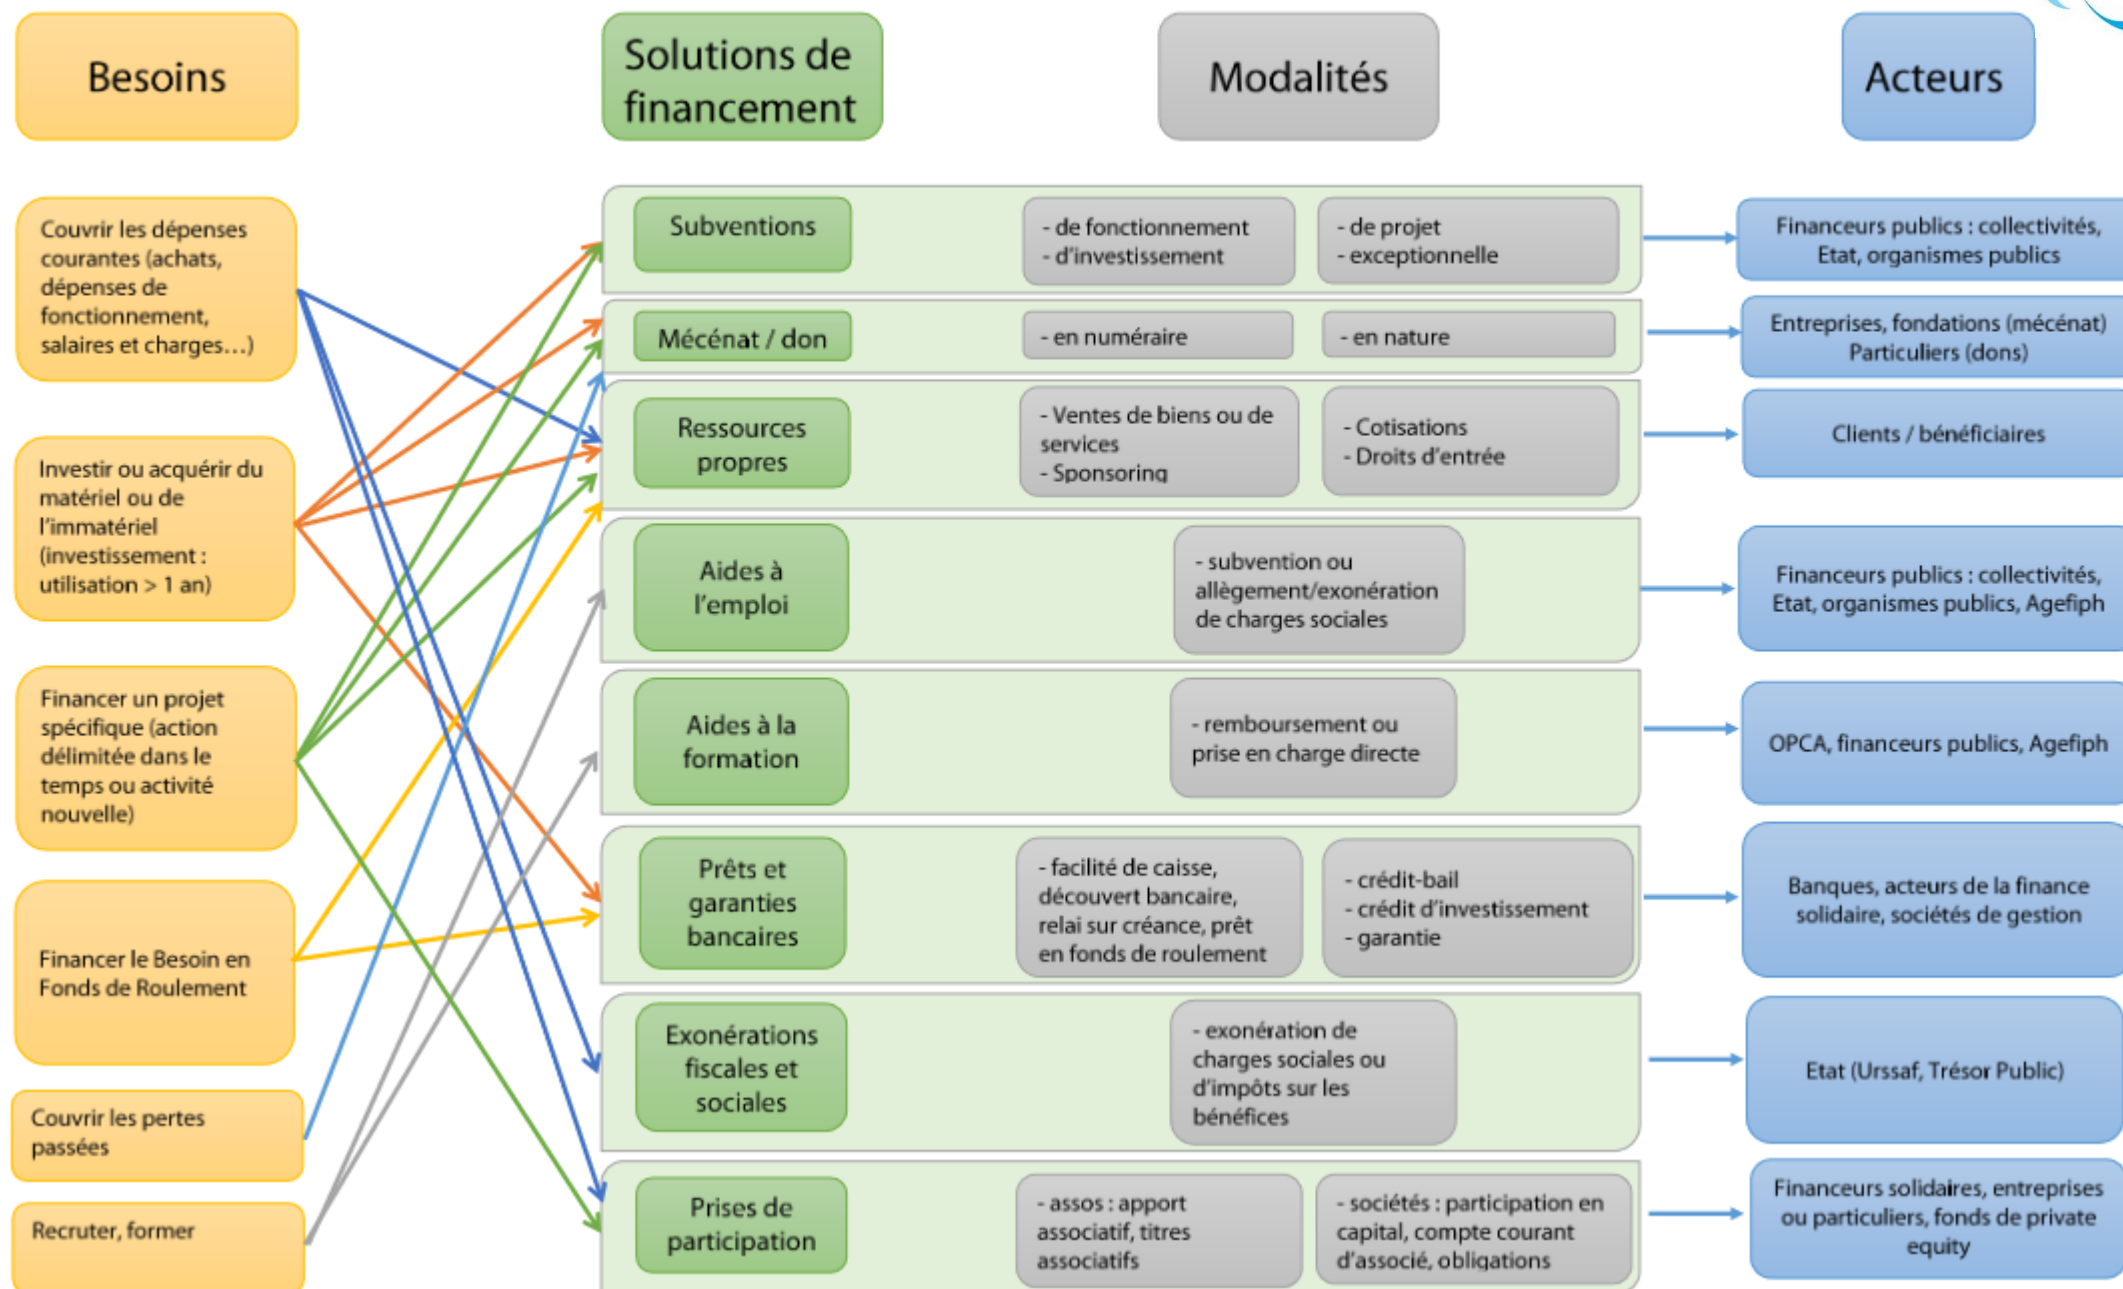 Besoins
Solutions de
financement
Modalités
Acteurs
Couvrir les dépenses
courantes (achats,
dépenses de
fonctionnement,
salaires et charges…)
Investir ou acquérir du
matériel ou de
l'immatériel
(investissement :
utilisation > 1 an)
Financer un projet
spécifique (action
délimitée dans le
temps ou activité
nouvelle)
Financer le Besoin en
Fonds de Roulement
Couvrir les pertes
passées
Recruter, former
Subventions
- de fonctionnement
- d'investissement
- de projet
- exceptionnelle
Financeurs publics : collectivités,
Etat, organismes publics
Mécénat / don
- en numéraire
- en nature
Entreprises, fondations (mécénat)
Particuliers (dons)
Ressources
propres
- Ventes de biens ou de
services
- Sponsoring
- Cotisations
- Droits d'entrée
Clients / bénéficiaires
Aides à
l'emploi
- subvention ou
allègement/exonération
de charges sociales
Financeurs publics : collectivités,
Etat, organismes publics, Agefiph
Aides à la
formation
- remboursement ou
prise en charge directe
OPCA, financeurs publics, Agefiph
Prêts et
garanties
bancaires
- facilité de caisse,
découvert bancaire,
relai sur créance, prêt
en fonds de roulement
- crédit-bail
- crédit d'investissement
- garantie
Banques, acteurs de la finance
solidaire, sociétés de gestion
Exonérations
fiscales et
sociales
- exonération de
charges sociales ou
d'impôts sur les
bénéfices
Etat (Urssaf, Trésor Public)
Prises de
participation
- assos : apport
associatif, titres
associatifs
- sociétés : participation en
capital, compte courant
d'associé, obligations
Financeurs solidaires, entreprises
ou particuliers, fonds de private
equity